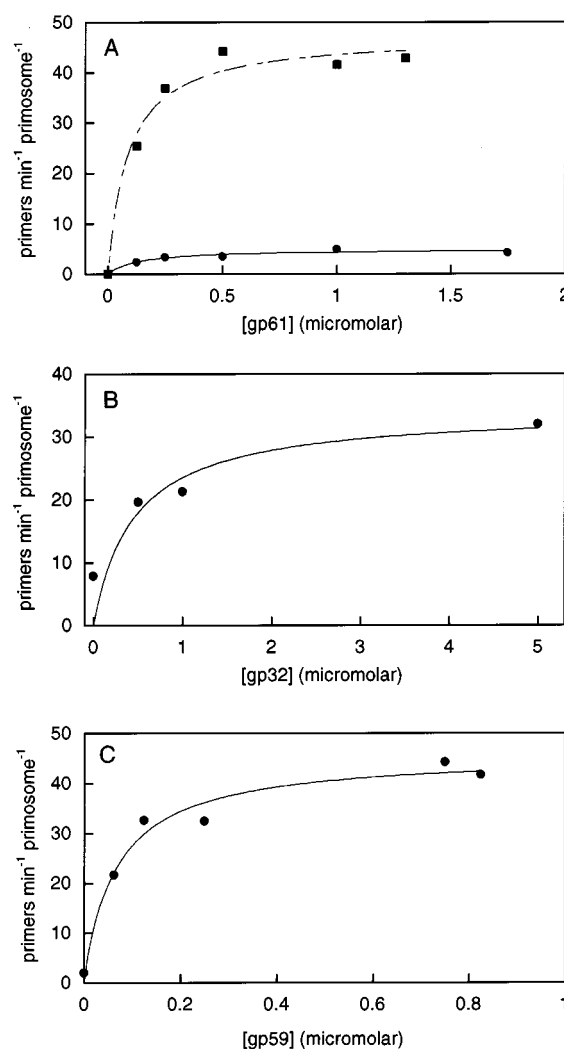 A
primers min⁻¹ primosome⁻¹
50
40
30
20
10
0
0 0.5 1 1.5 2
[gp61] (micromolar)
B
primers min⁻¹ primosome⁻¹
40
30
20
10
0
0 1 2 3 4 5
[gp32] (micromolar)
C
primers min⁻¹ primosome⁻¹
50
40
30
20
10
0
0 0.2 0.4 0.6 0.8 1
[gp59] (micromolar)